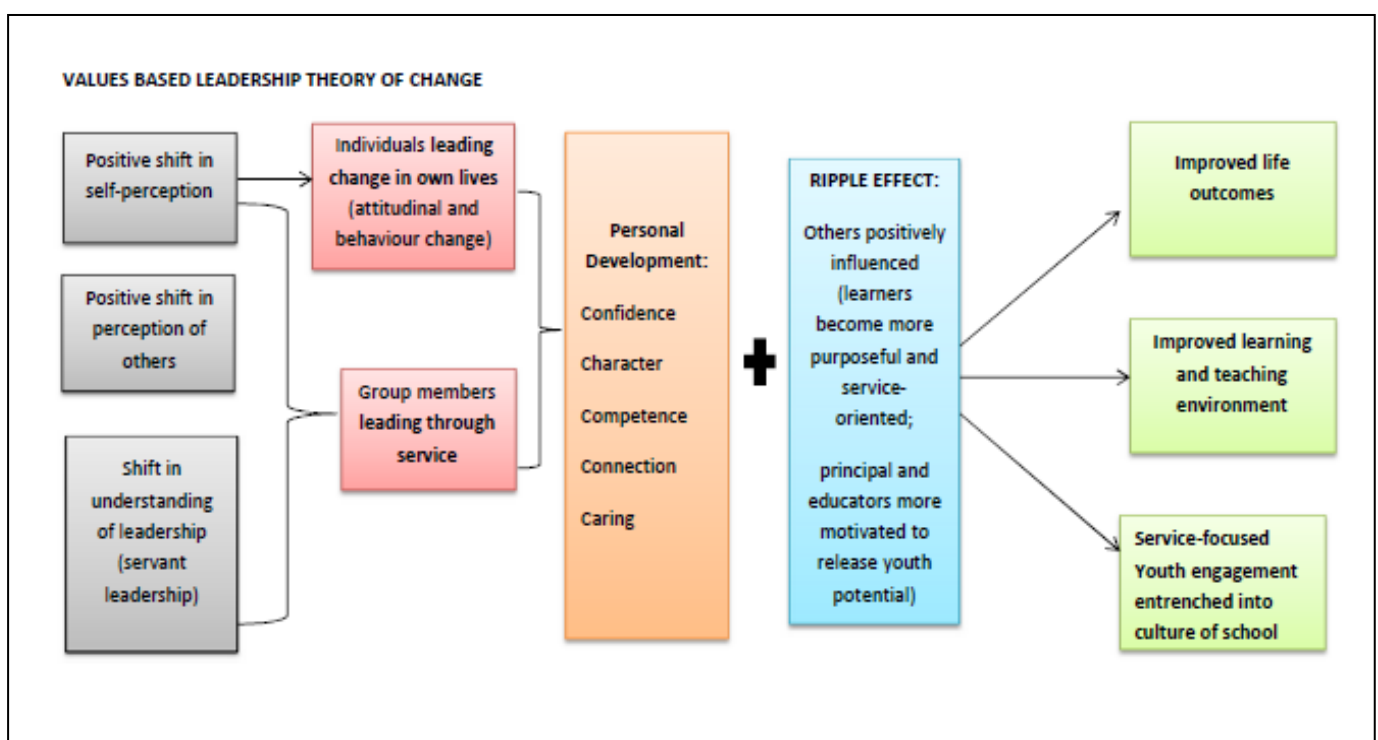 VALUES BASED LEADERSHIP THEORY OF CHANGE
Positive shift in
self-perception
Positive shift in
perception of
others
Shift in
understanding
of leadership
(servant
leadership)
Individuals leading
change in own lives
(attitudinal and
behaviour change)
Group members
leading through
service
Personal
Development:
Confidence
Character
Competence
Connection
Caring
RIPPLE EFFECT:
Others positively
influenced
(learners
become more
purposeful and
service-
oriented;
principal and
educators more
motivated to
release youth
potential)
Improved life
outcomes
Improved learning
and teaching
environment
Service-focused
Youth engagement
entrenched into
culture of school